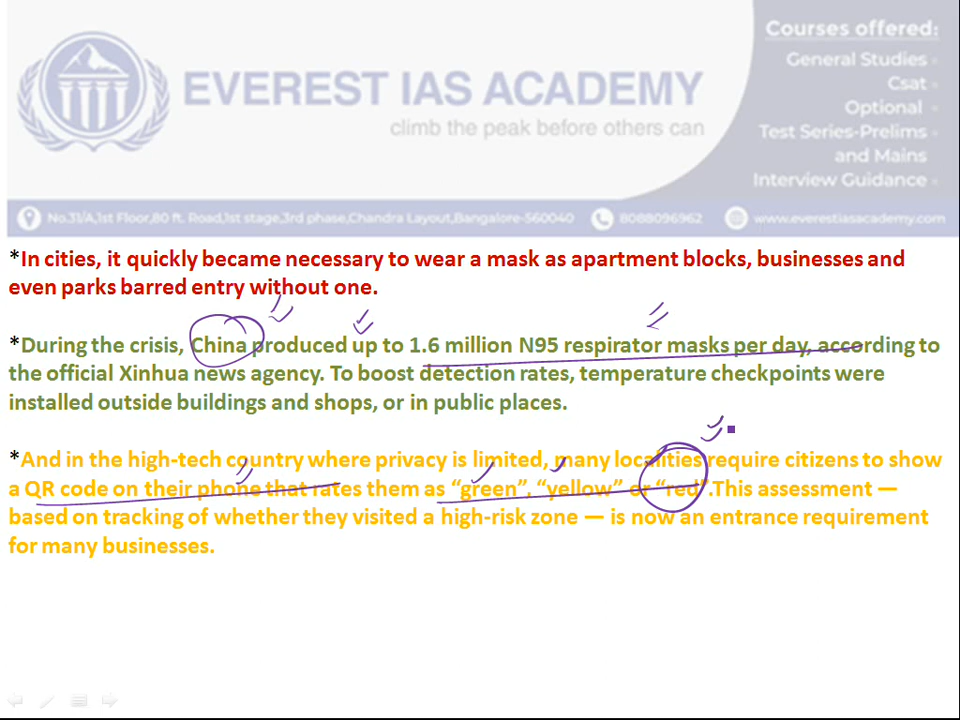 Courses offered:
General Studies
Csat
Optional
Test Series-Prelims
and Mains
Interview Guidance
EVEREST IAS ACADEMY
climb the peak before others can
No.31/A,1st Floor,80 ft. Road,1st stage,3rd phase,Chandra Layout,Bangalore-560040
8088096962
www.everestiasacademy.com
*In cities, it quickly became necessary to wear a mask as apartment blocks, businesses and
even parks barred entry without one.
*During the crisis, China produced up to 1.6 million N95 respirator masks per day, according to
the official Xinhua news agency. To boost detection rates, temperature checkpoints were
installed outside buildings and shops, or in public places.
*And in the high-tech country where privacy is limited, many localities require citizens to show
a QR code on their phone that rates them as “green”, “yellow” or “red”.This assessment —
based on tracking of whether they visited a high-risk zone — is now an entrance requirement
for many businesses.